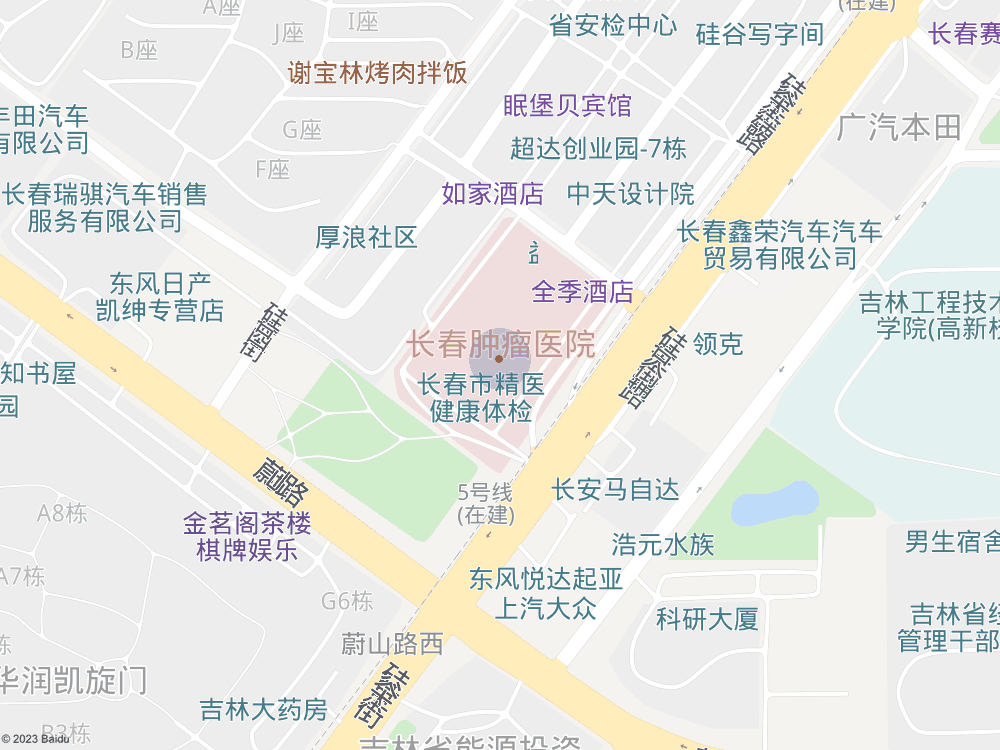 A座
J座
I座
B座
(在建)
省安检中心
硅谷写字间
长春赛
谢宝林烤肉拌饭
眠堡贝宾馆
丰田汽车
有限公司
G座
超达创业园-7栋
广汽本田
F座
长春瑞骐汽车销售
服务有限公司
如家酒店
中天设计院
厚浪社区
长春鑫荣汽车汽车
贸易有限公司
东风日产
凯绅专营店
全季酒店
吉林工程技术
学院(高新校
长春肿瘤医院
领克
知书屋
园
长春市精医
健康体检
5号线
(在建)
长安马自达
A8栋
金茗阁茶楼
棋牌娱乐
浩元水族
男生宿舍
A7栋
东风悦达起亚
上汽大众
G6栋
科研大厦
吉林省经
管理干部
栋
蔚山路西
华润凯旋门
吉林大药房
B3栋
吉林省能源投资
© 2023 Baidu